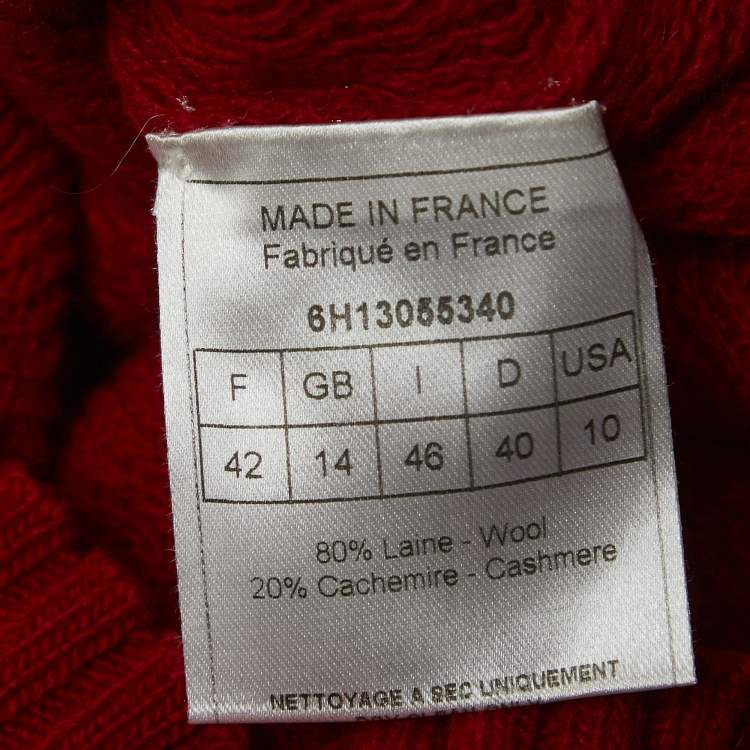 MADE IN FRANCE
Fabriqué en France
6H13055340
F GB I D USA
42 14 46 40 10
80% Laine - Wool
20% Cachemire - Cashmere
NETTOYAGE A SEC UNIQUEMENT